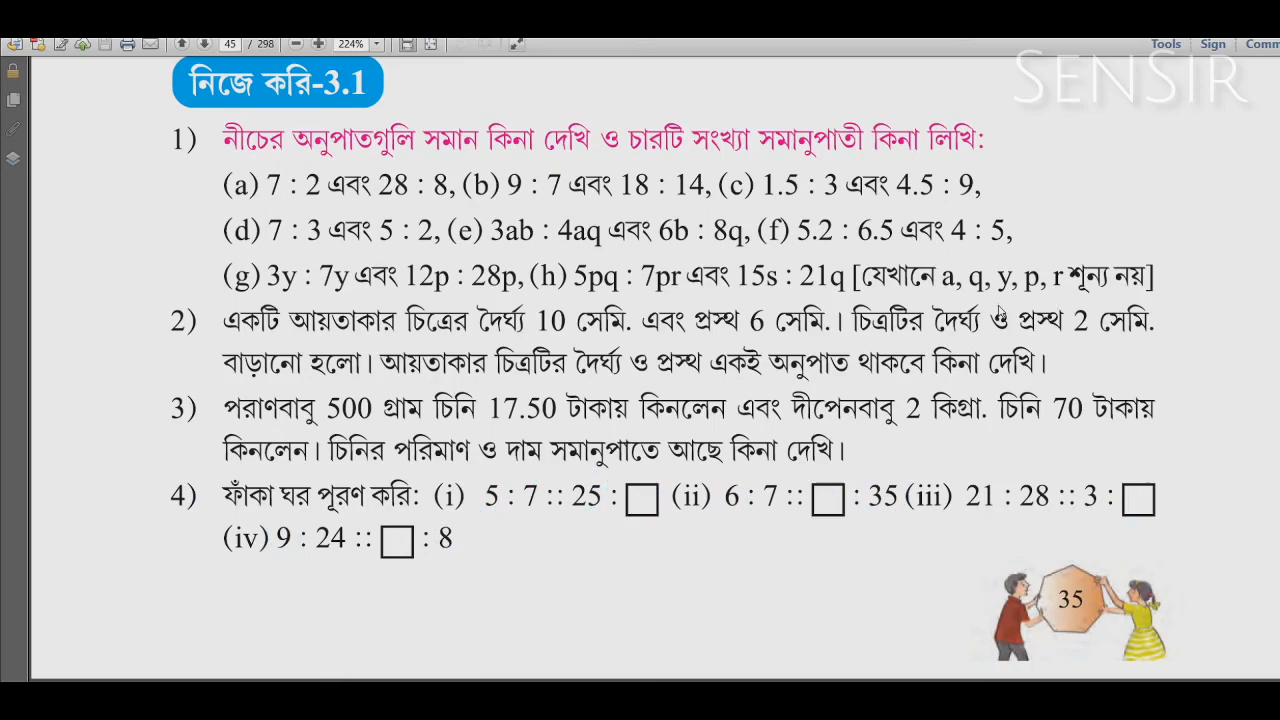 45 / 298
224%
Tools Sign Comm
SENSIR
নিজে করি-3.1
1) নীচের অনুপাতগুলি সমান কিনা দেখি ও চারটি সংখ্যা সমানুপাতী কিনা লিখি:
(a) 7 : 2 এবং 28 : 8, (b) 9 : 7 এবং 18 : 14, (c) 1.5 : 3 এবং 4.5 : 9,
(d) 7 : 3 এবং 5 : 2, (e) 3ab : 4aq এবং 6b : 8q, (f) 5.2 : 6.5 এবং 4 : 5,
(g) 3y : 7y এবং 12p : 28p, (h) 5pq : 7pr এবং 15s : 21q [যেখানে a, q, y, p, r শূন্য নয়]
2) একটি আয়তাকার চিত্রের দৈর্ঘ্য 10 সেমি. এবং প্রস্থ 6 সেমি.। চিত্রটির দৈর্ঘ্য ও প্রস্থ 2 সেমি.
বাড়ানো হলো। আয়তাকার চিত্রটির দৈর্ঘ্য ও প্রস্থ একই অনুপাত থাকবে কিনা দেখি।
3) পরাণবাবু 500 গ্রাম চিনি 17.50 টাকায় কিনলেন এবং দীপেনবাবু 2 কিগ্রা. চিনি 70 টাকায়
কিনলেন। চিনির পরিমাণ ও দাম সমানুপাতে আছে কিনা দেখি।
4) ফাঁকা ঘর পূরণ করি: (i) 5 : 7 :: 25 : □ (ii) 6 : 7 :: □ : 35 (iii) 21 : 28 :: 3 : □
(iv) 9 : 24 :: □ : 8
35